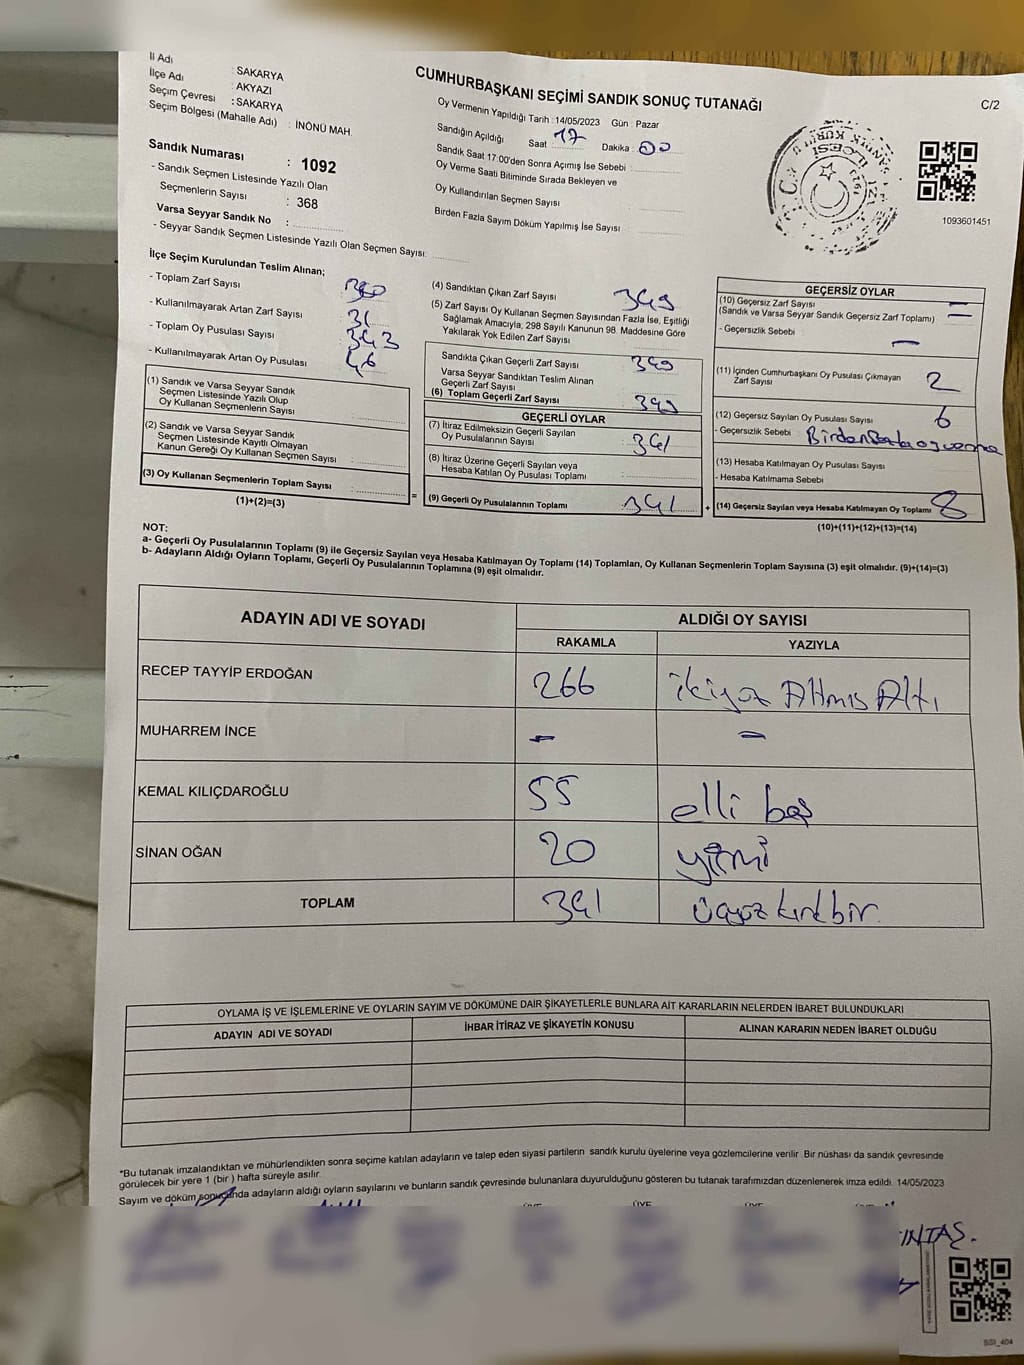 İl Adı : SAKARYA
İlçe Adı : AKYAZI
Seçim Çevresi : SAKARYA
Seçim Bölgesi (Mahalle Adı) : İNÖNÜ MAH.
Sandık Numarası : 1092
- Sandık Seçmen Listesinde Yazılı Olan
Seçmenlerin Sayısı : 368
Varsa Seyyar Sandık No :
- Seyyar Sandık Seçmen Listesinde Yazılı Olan Seçmen Sayısı:
CUMHURBAŞKANI SEÇİMİ SANDIK SONUÇ TUTANAĞI
C/2
Oy Vermenin Yapıldığı Tarih : 14/05/2023 Gün : Pazar
Sandığın Açıldığı Saat : 17 Dakika : 00
Sandık Saat 17:00'den Sonra Açılmış İse Sebebi :
Oy Verme Saati Bitiminde Sırada Bekleyen ve
Oy Kullandırılan Seçmen Sayısı
Birden Fazla Sayım Döküm Yapılmış İse Sayısı
1093601451
İlçe Seçim Kurulundan Teslim Alınan;
- Toplam Zarf Sayısı
- Kullanılmayarak Artan Zarf Sayısı 31
- Toplam Oy Pusulası Sayısı
- Kullanılmayarak Artan Oy Pusulası
(1) Sandık ve Varsa Seyyar Sandık
Seçmen Listesinde Yazılı Olup
Oy Kullanan Seçmenlerin Sayısı
(2) Sandık ve Varsa Seyyar Sandık
Seçmen Listesinde Kayıtlı Olmayan
Kanun Gereği Oy Kullanan Seçmen Sayısı
(3) Oy Kullanan Seçmenlerin Toplam Sayısı
(1)+(2)=(3)
(4) Sandıktan Çıkan Zarf Sayısı 349
(5) Zarf Sayısı Oy Kullanan Seçmen Sayısından Fazla İse, Eşitliği
Sağlamak Amacıyla, 298 Sayılı Kanunun 98. Maddesine Göre
Yakılarak Yok Edilen Zarf Sayısı
Sandıkta Çıkan Geçerli Zarf Sayısı 349
Varsa Seyyar Sandıktan Teslim Alınan
Geçerli Zarf Sayısı
(6) Toplam Geçerli Zarf Sayısı 349
GEÇERLİ OYLAR
(7) İtiraz Edilmeksizin Geçerli Sayılan
Oy Pusulalarının Sayısı 341
(8) İtiraz Üzerine Geçerli Sayılan veya
Hesaba Katılan Oy Pusulası Toplamı
(9) Geçerli Oy Pusulalarının Toplamı 341
GEÇERSİZ OYLAR
(10) Geçersiz Zarf Sayısı -
(Sandık ve Varsa Seyyar Sandık Geçersiz Zarf Toplamı) -
- Geçersizlik Sebebi -
(11) İçinden Cumhurbaşkanı Oy Pusulası Çıkmayan
Zarf Sayısı 2
(12) Geçersiz Sayılan Oy Pusulası Sayısı 6
- Geçersizlik Sebebi Birden
(13) Hesaba Katılmayan Oy Pusulası Sayısı
- Hesaba Katılmama Sebebi
(14) Geçersiz Sayılan veya Hesaba Katılmayan Oy Toplamı 8
(10)+(11)+(12)+(13)=(14)
NOT:
a- Geçerli Oy Pusulalarının Toplamı (9) ile Geçersiz Sayılan veya Hesaba Katılmayan Oy Toplamı (14) Toplamları, Oy Kullanan Seçmenlerin Toplam Sayısına (3) eşit olmalıdır. (9)+(14)=(3)
b- Adayların Aldığı Oyların Toplamı, Geçerli Oy Pusulalarının Toplamına (9) eşit olmalıdır.
ADAYIN ADI VE SOYADI ALDIĞI OY SAYISI
RAKAMLA YAZIYLA
RECEP TAYYİP ERDOĞAN 266 ikiyüz Altmış Altı
MUHARREM İNCE - -
KEMAL KILIÇDAROĞLU 55 elli beş
SİNAN OĞAN 20 yirmi
TOPLAM 341 üçyüz kırk bir
OYLAMA İŞ VE İŞLEMLERİNE VE OYLARIN SAYIM VE DÖKÜMÜNE DAİR ŞİKAYETLERLE BUNLARA AİT KARARLARIN NELERDEN İBARET BULUNDUKLARI
ADAYIN ADI VE SOYADI İHBAR İTİRAZ VE ŞİKAYETİN KONUSU ALINAN KARARIN NEDEN İBARET OLDUĞU
*Bu tutanak imzalandıktan ve mühürlendikten sonra seçime katılan adayların ve talep eden siyasi partilerin sandık kurulu üyelerine veya gözlemcilerine verilir. Bir nüshası da sandık çevresinde
görülecek bir yere 1 (bir ) hafta süreyle asılır.
Sayım ve döküm sonucunda adayların aldığı oyların sayılarını ve bunların sandık çevresinde bulunanlara duyurulduğunu gösteren bu tutanak tarafımızdan düzenlenerek imza edildi. 14/05/2023
ÜYE
SSI_404